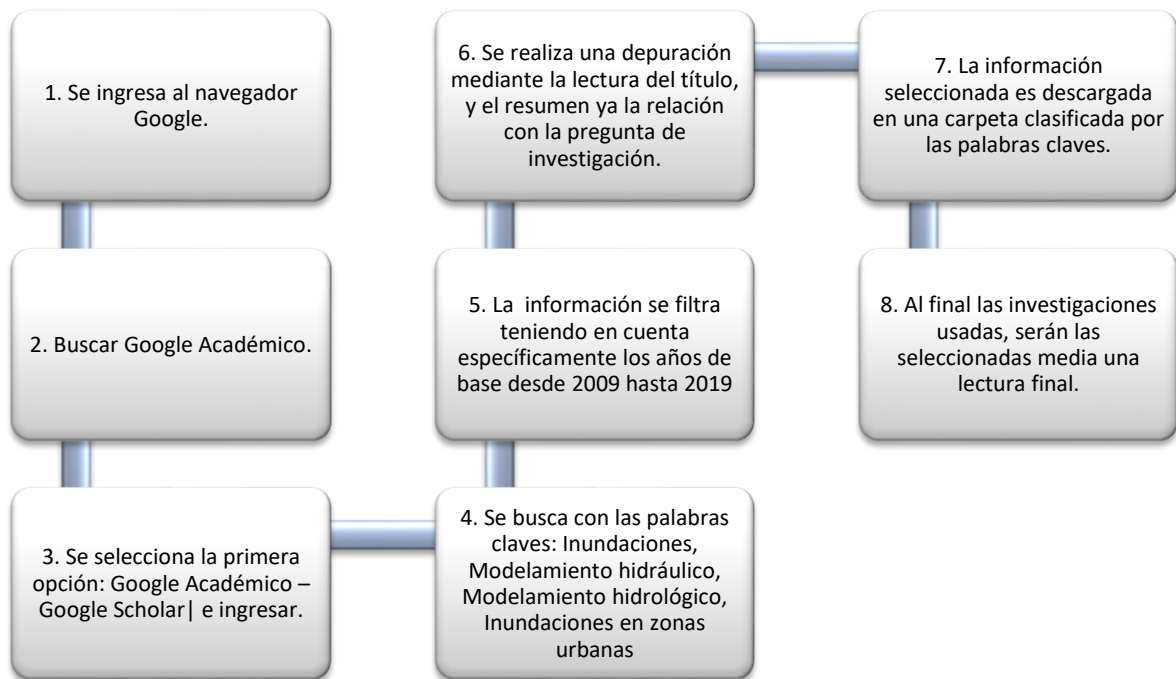 1. Se ingresa al navegador
Google.
2. Buscar Google Académico.
3. Se selecciona la primera
opción: Google Académico –
Google Scholar| e ingresar.
4. Se busca con las palabras
claves: Inundaciones,
Modelamiento hidráulico,
Modelamiento hidrológico,
Inundaciones en zonas
urbanas
5. La información se filtra
teniendo en cuenta
específicamente los años de
base desde 2009 hasta 2019
6. Se realiza una depuración
mediante la lectura del título,
y el resumen ya la relación
con la pregunta de
investigación.
7. La información
seleccionada es descargada
en una carpeta clasificada por
las palabras claves.
8. Al final las investigaciones
usadas, serán las
seleccionadas media una
lectura final.